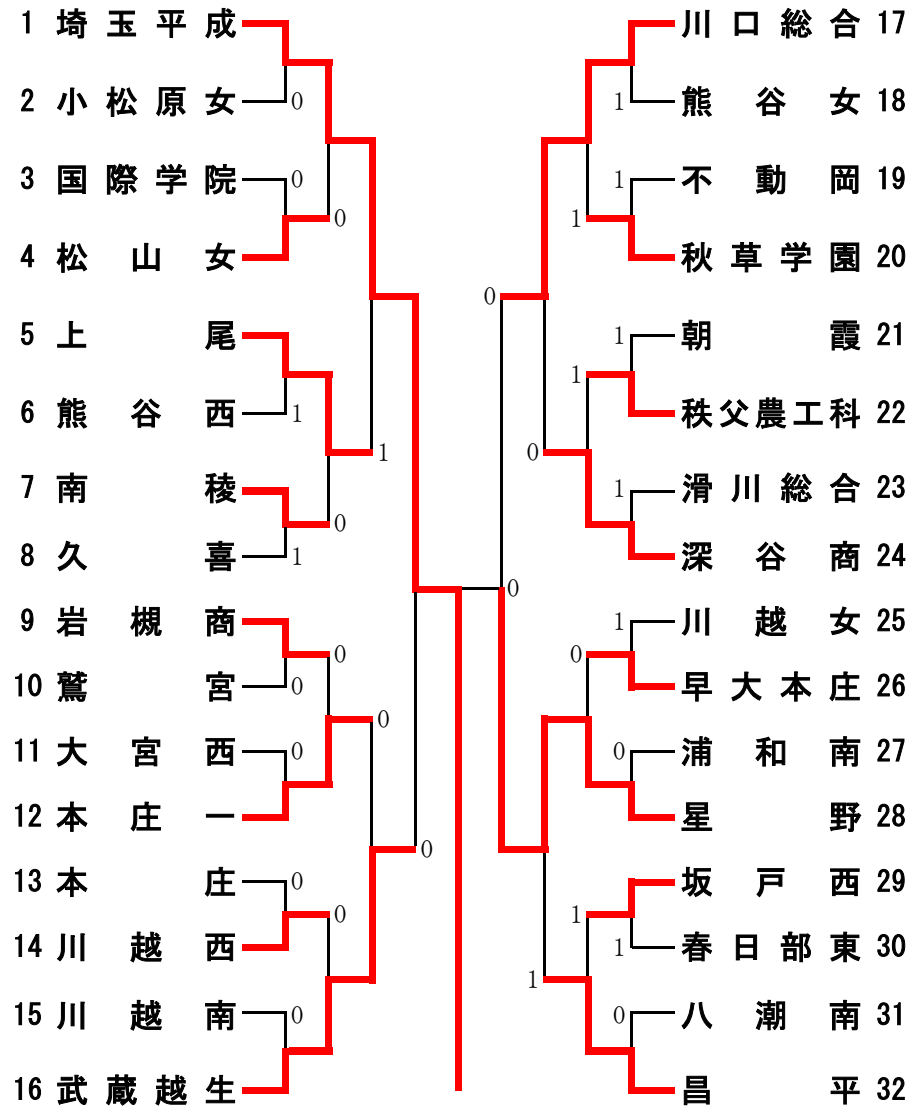 1 埼玉平成
2 小松原女
0
3 国際学院
0
0
4 松山女
5 上尾
6 熊谷西
1
1
7 南稜
0
8 久喜
1
9 岩槻商
0
10 鷲宮
0
0
11 大宮西
0
12 本庄一
0
13 本庄
0
0
14 川越西
15 川越南
0
16 武蔵越生
川口総合 17
1
熊谷女 18
1
不動岡 19
1
秋草学園 20
0
1
朝霞 21
1
秩父農工科 22
0
1
滑川総合 23
深谷商 24
0
1
川越女 25
0
早大本庄 26
0
浦和南 27
星野 28
坂戸西 29
1
1
春日部東 30
1
0
八潮南 31
昌平 32